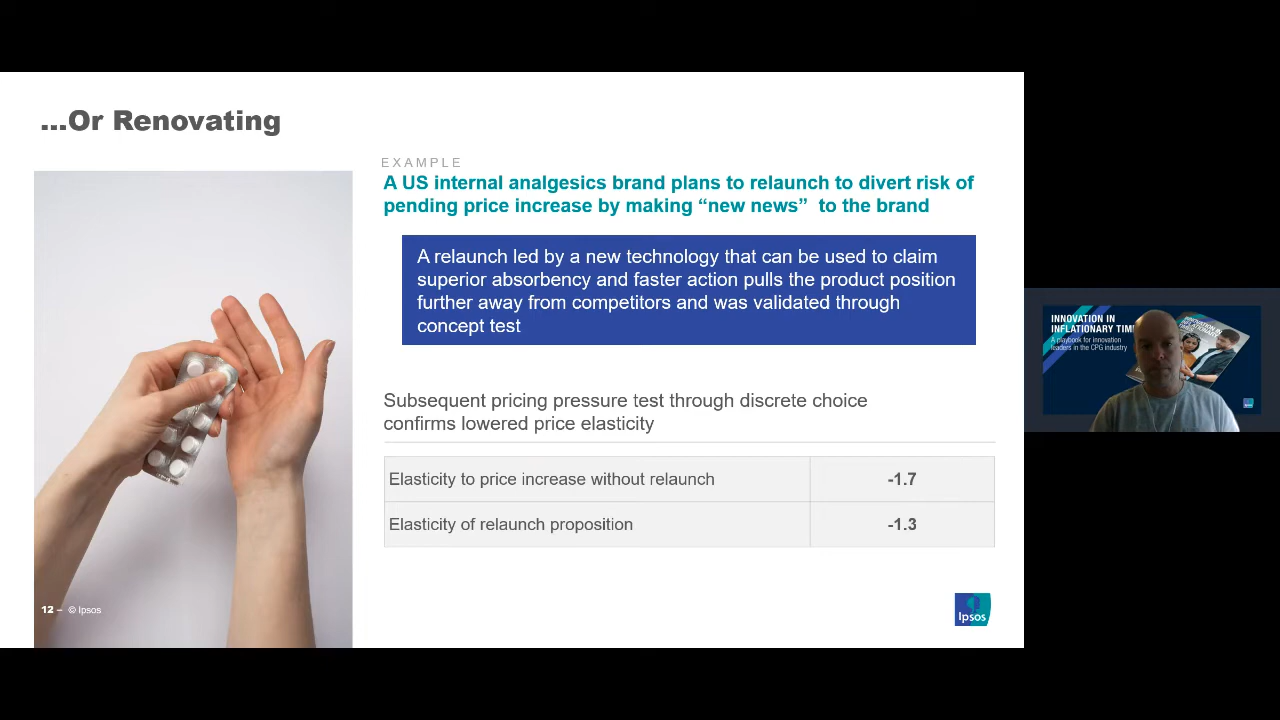 ...Or Renovating
EXAMPLE
A US internal analgesics brand plans to relaunch to divert risk of
pending price increase by making “new news”  to the brand
A relaunch led by a new technology that can be used to claim
superior absorbency and faster action pulls the product position
further away from competitors and was validated through
concept test
Subsequent pricing pressure test through discrete choice
confirms lowered price elasticity
Elasticity to price increase without relaunch -1.7
Elasticity of relaunch proposition -1.3
12 – © Ipsos
Ipsos
INNOVATION IN
INFLATIONARY TIM
A playbook for innovation
leaders in the CPG industry